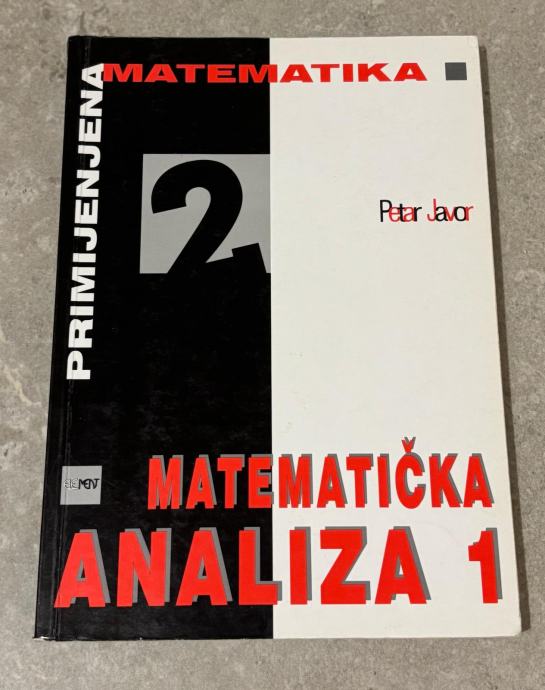 PRIMIJENJENA
MATEMATIKA
2
Petar Javor
ELEMENT
MATEMATIČKA
ANALIZA 1